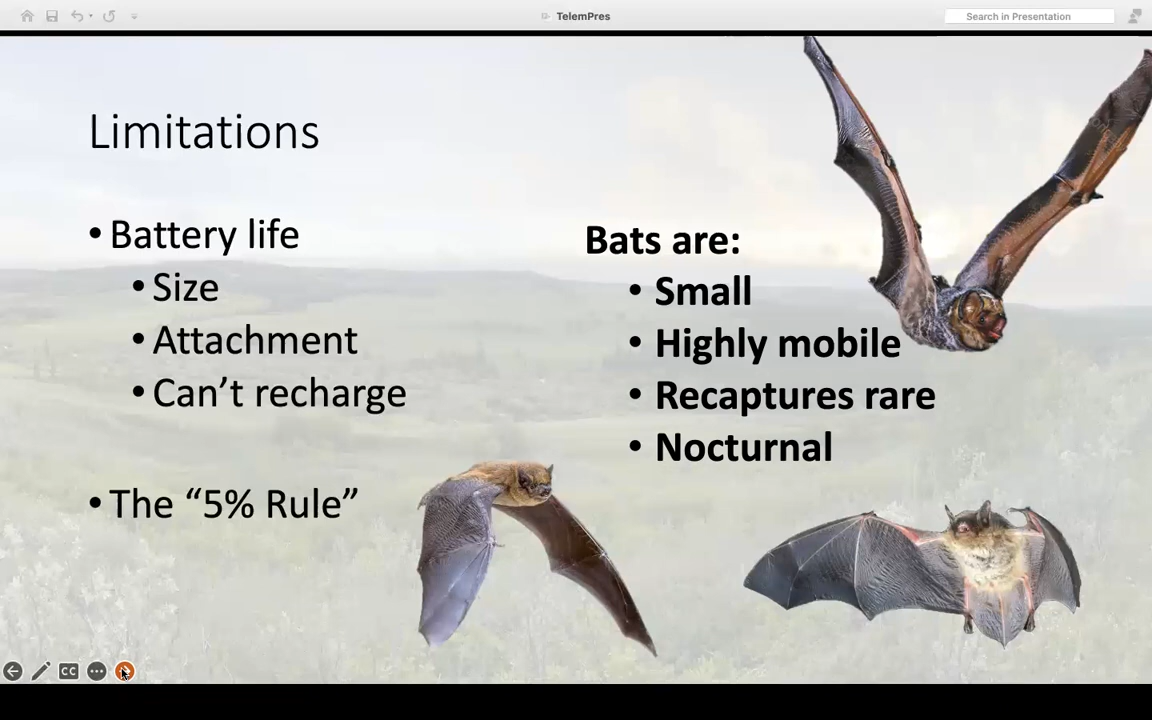 TelemPres
Search in Presentation
Limitations
• Battery life
• Size
• Attachment
• Can’t recharge
• The “5% Rule”
Bats are:
• Small
• Highly mobile
• Recaptures rare
• Nocturnal
CC